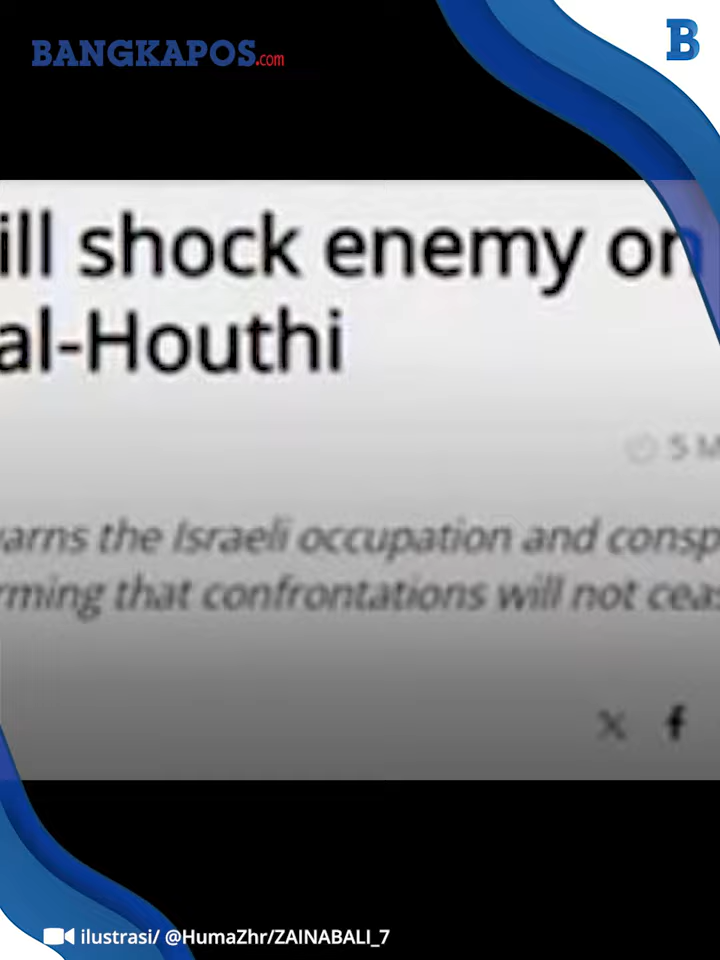 BANGKAPOS.com
B
ill shock enemy on
al-Houthi
5 M
arns the Israeli occupation and consp
rming that confrontations will not ceas
X f
ilustrasi/ @HumaZhr/ZAINABALI_7